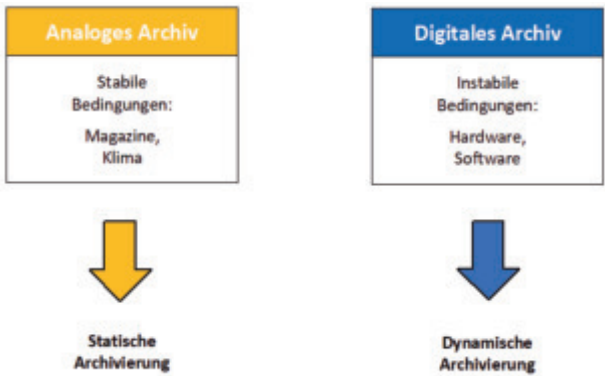 Analoges Archiv
Stabile
Bedingungen:
Magazine,
Klima
Statische
Archivierung
Digitales Archiv
Instabile
Bedingungen:
Hardware,
Software
Dynamische
Archivierung